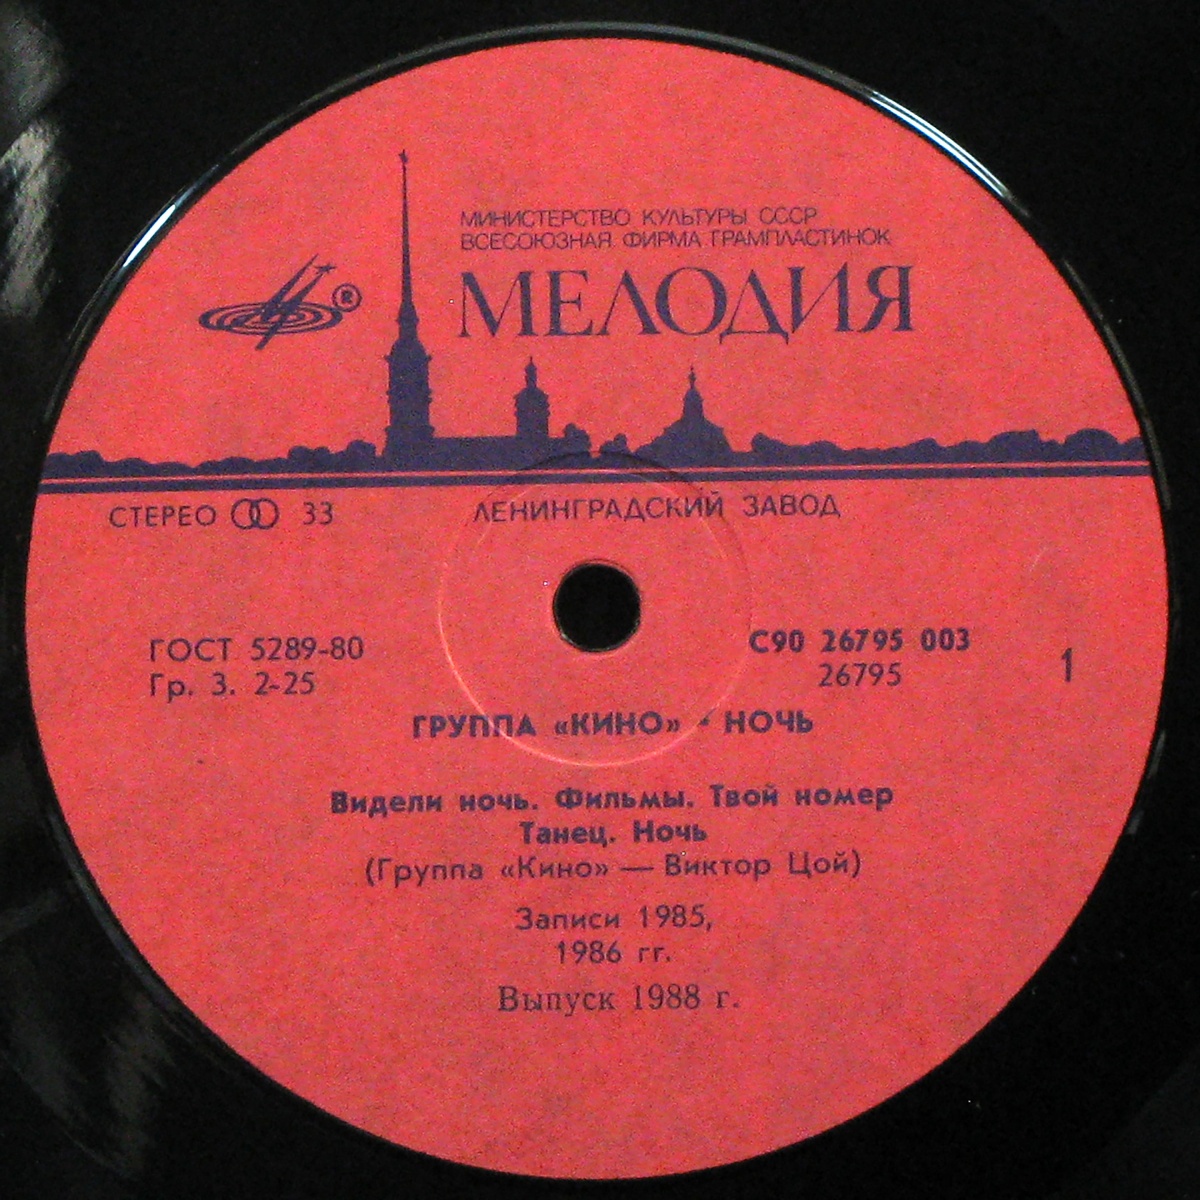 МИНИСТЕРСТВО КУЛЬТУРЫ СССР
ВСЕСОЮЗНАЯ ФИРМА ГРАМПЛАСТИНОК
МЕЛОДИЯ
®
СТЕРЕО 33
ЛЕНИНГРАДСКИЙ ЗАВОД
ГОСТ 5289-80
Гр. 3. 2-25
С90 26795 003
26795
1
ГРУППА «КИНО» • НОЧЬ
Видели ночь. Фильмы. Твой номер
Танец. Ночь
(Группа «Кино» — Виктор Цой)
Записи 1985,
1986 гг.
Выпуск 1988 г.